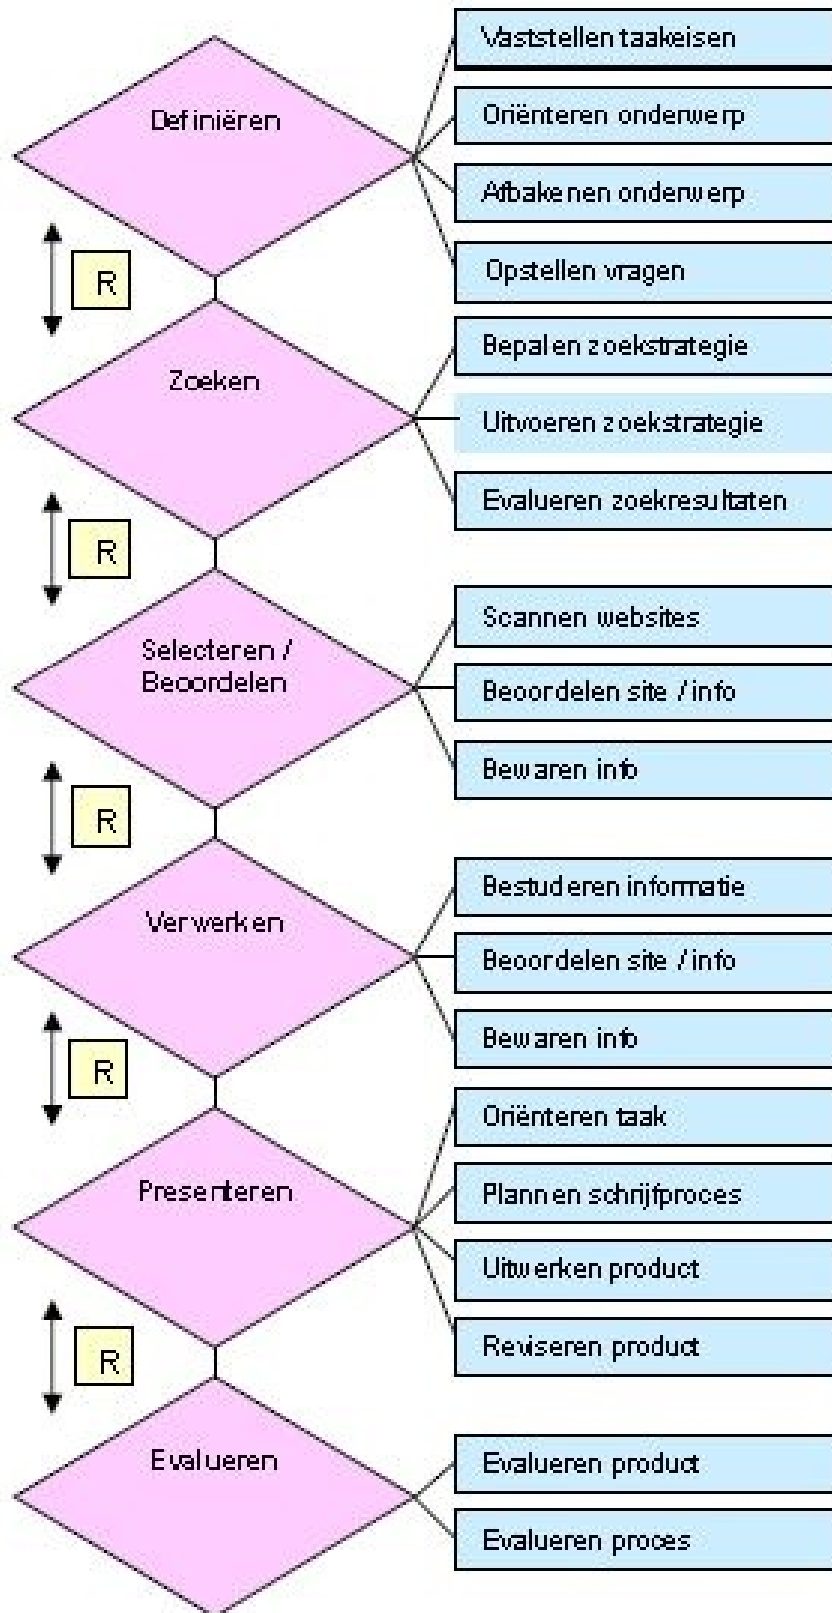 Definiëren
Vaststellen taakeisen
Oriënteren onderwerp
Afbakenen onderwerp
Opstellen vragen
R
Zoeken
Bepalen zoekstrategie
Uitvoeren zoekstrategie
Evalueren zoekresultaten
R
Selecteren /
Beoordelen
Scannen websites
Beoordelen site / info
Bewaren info
R
Verwerken
Bestuderen informatie
Beoordelen site / info
Bewaren info
R
Presenteren
Oriënteren taak
Plannen schrijfproces
Uitwerken product
Reviseren product
R
Evalueren
Evalueren product
Evalueren proces